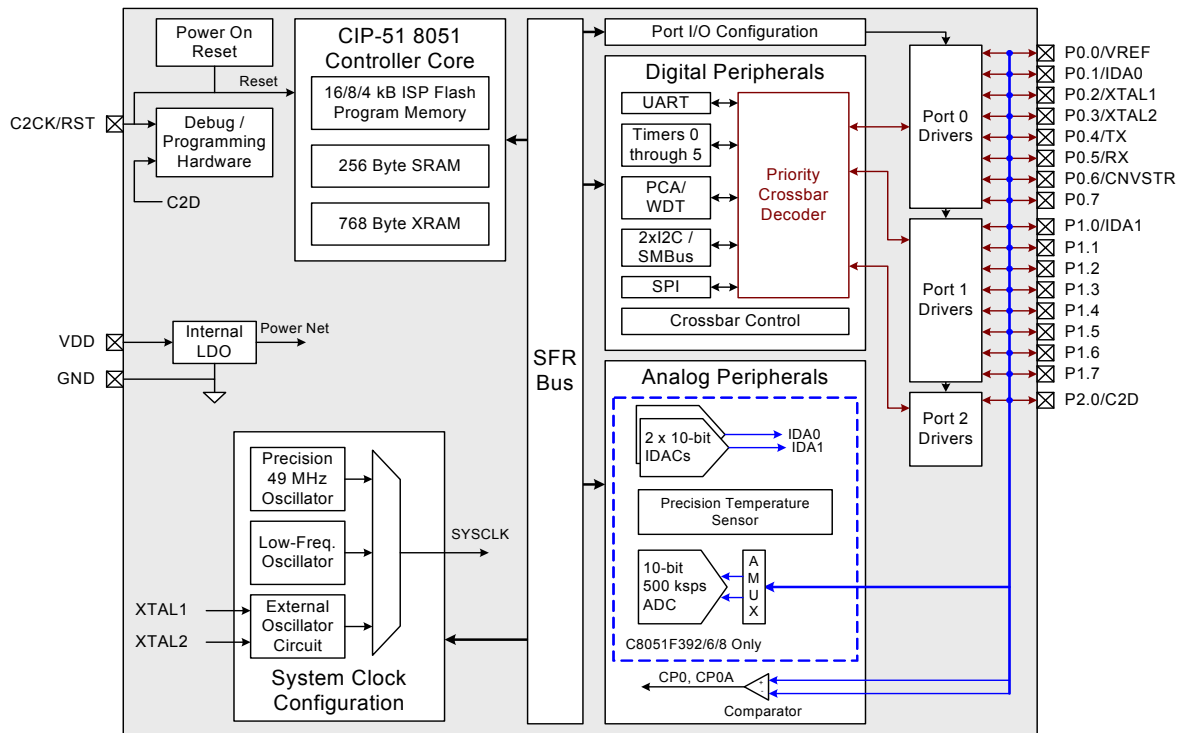 Power On
Reset
Reset
C2CK/RST
Debug /
Programming
Hardware
C2D
CIP-51 8051
Controller Core
16/8/4 kB ISP Flash
Program Memory
256 Byte SRAM
768 Byte XRAM
VDD
GND
Internal
LDO
Power Net
Precision
49 MHz
Oscillator
Low-Freq.
Oscillator
External
Oscillator
Circuit
XTAL1
XTAL2
SYSCLK
System Clock
Configuration
SFR
Bus
Port I/O Configuration
Digital Peripherals
UART
Timers 0
through 5
PCA/
WDT
2xI2C /
SMBus
SPI
Priority
Crossbar
Decoder
Crossbar Control
Analog Peripherals
2 x 10-bit
IDACs
IDA0
IDA1
Precision Temperature
Sensor
10-bit
500 ksps
ADC
A
M
U
X
C8051F392/6/8 Only
CP0, CP0A
+
-
Comparator
Port 0
Drivers
Port 1
Drivers
Port 2
Drivers
P0.0/VREF
P0.1/IDA0
P0.2/XTAL1
P0.3/XTAL2
P0.4/TX
P0.5/RX
P0.6/CNVSTR
P0.7
P1.0/IDA1
P1.1
P1.2
P1.3
P1.4
P1.5
P1.6
P1.7
P2.0/C2D